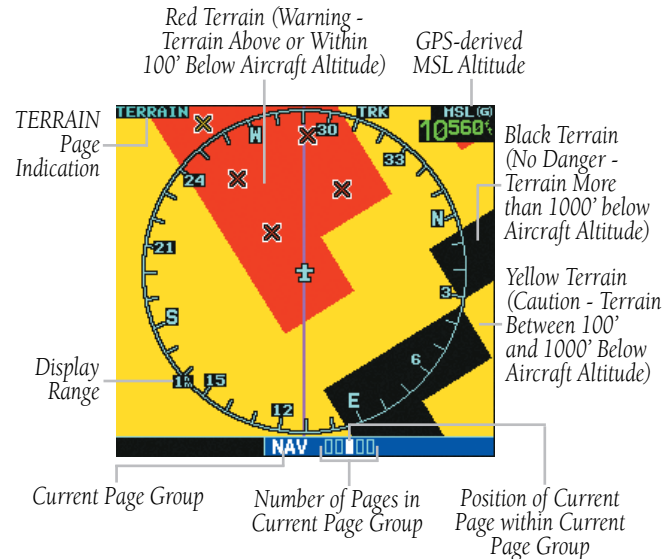 Red Terrain (Warning -
Terrain Above or Within
100' Below Aircraft Altitude)
GPS-derived
MSL Altitude
TERRAIN
Page
Indication
TERRAIN
TRK
MSL(G)
10560ft
W
30
33
24
N
21
3
S
6
15
12
E
Black Terrain
(No Danger -
Terrain More
than 1000' below
Aircraft Altitude)
Yellow Terrain
(Caution - Terrain
Between 100'
and 1000' Below
Aircraft Altitude)
Display
Range
NAV
Current Page Group
Number of Pages in
Current Page Group
Position of Current
Page within Current
Page Group